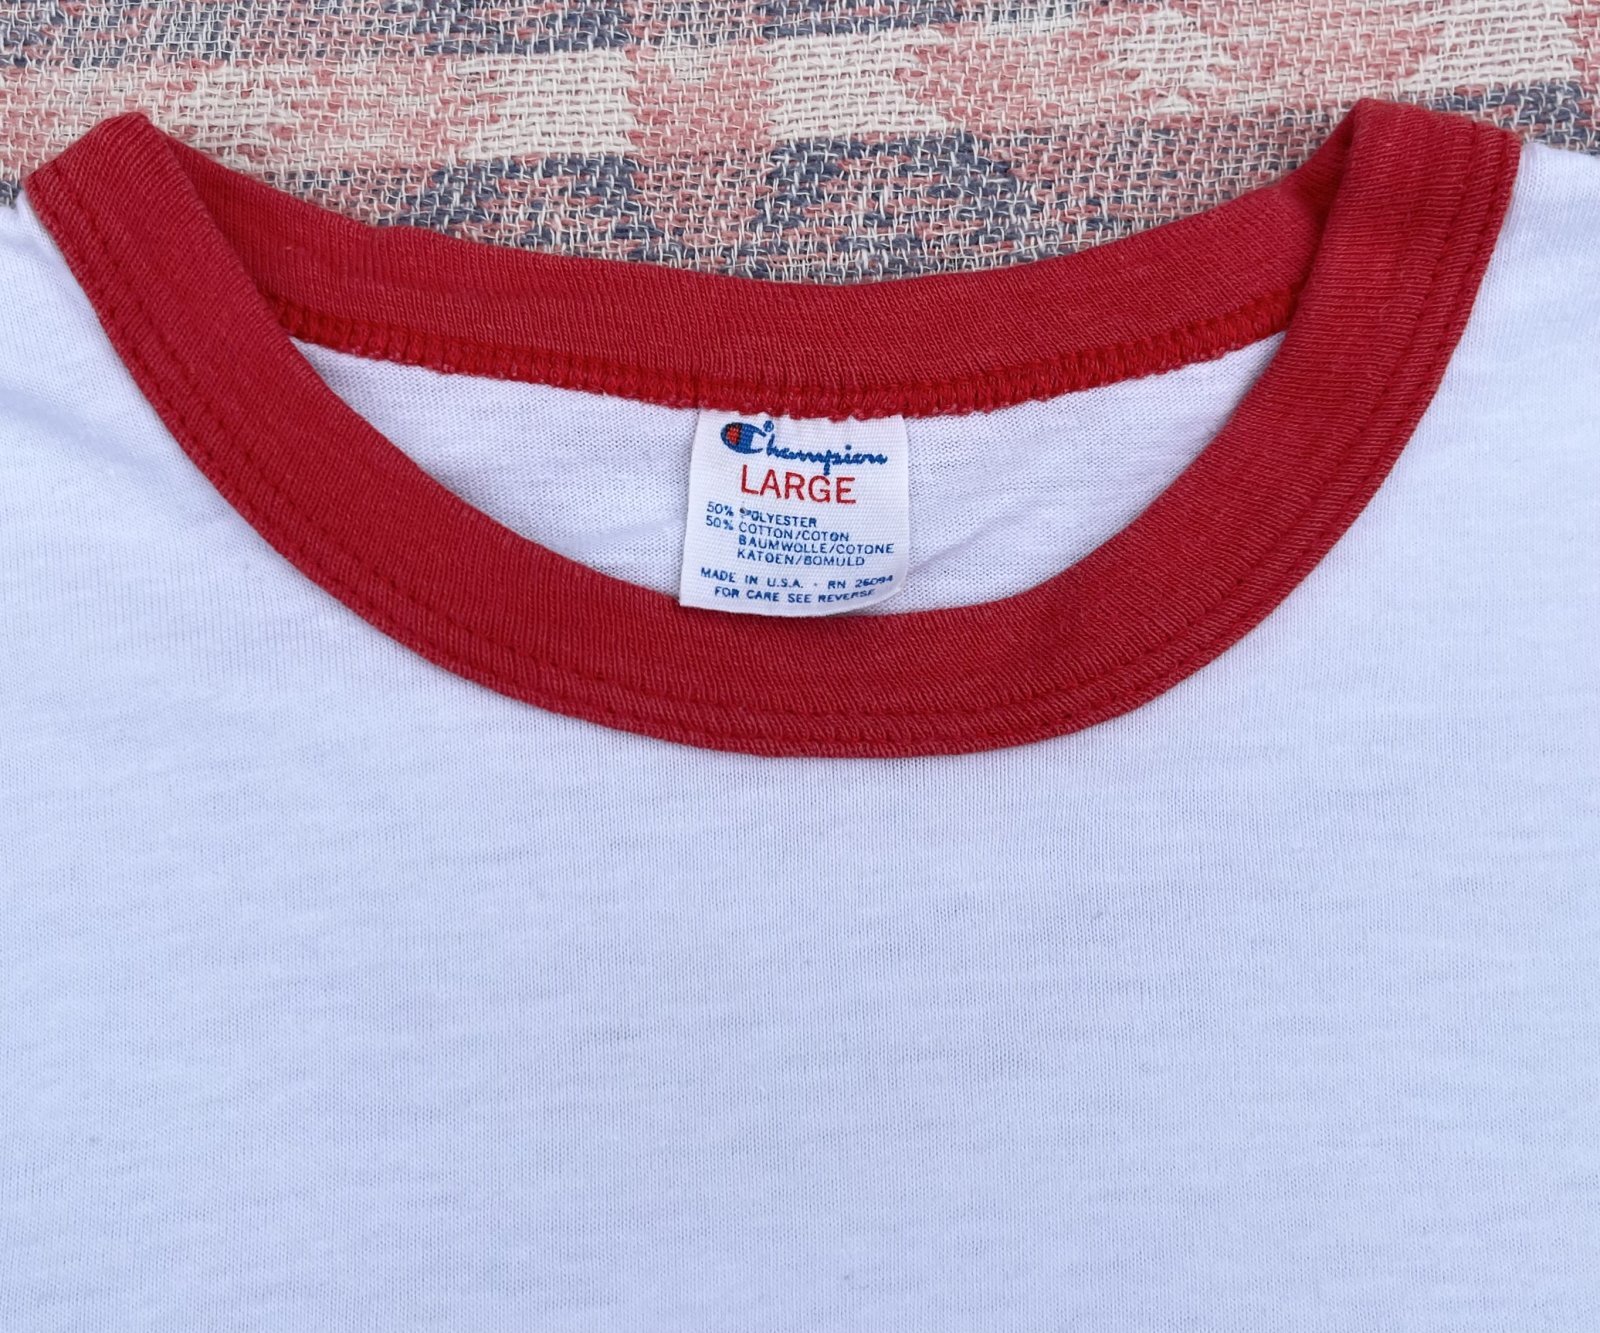 Champion®
LARGE
50% POLYESTER
50% COTTON/COTON
BAUMWOLLE/COTONE
KATOEN/BOMULD
MADE IN U.S.A. - RN 26094
FOR CARE SEE REVERSE